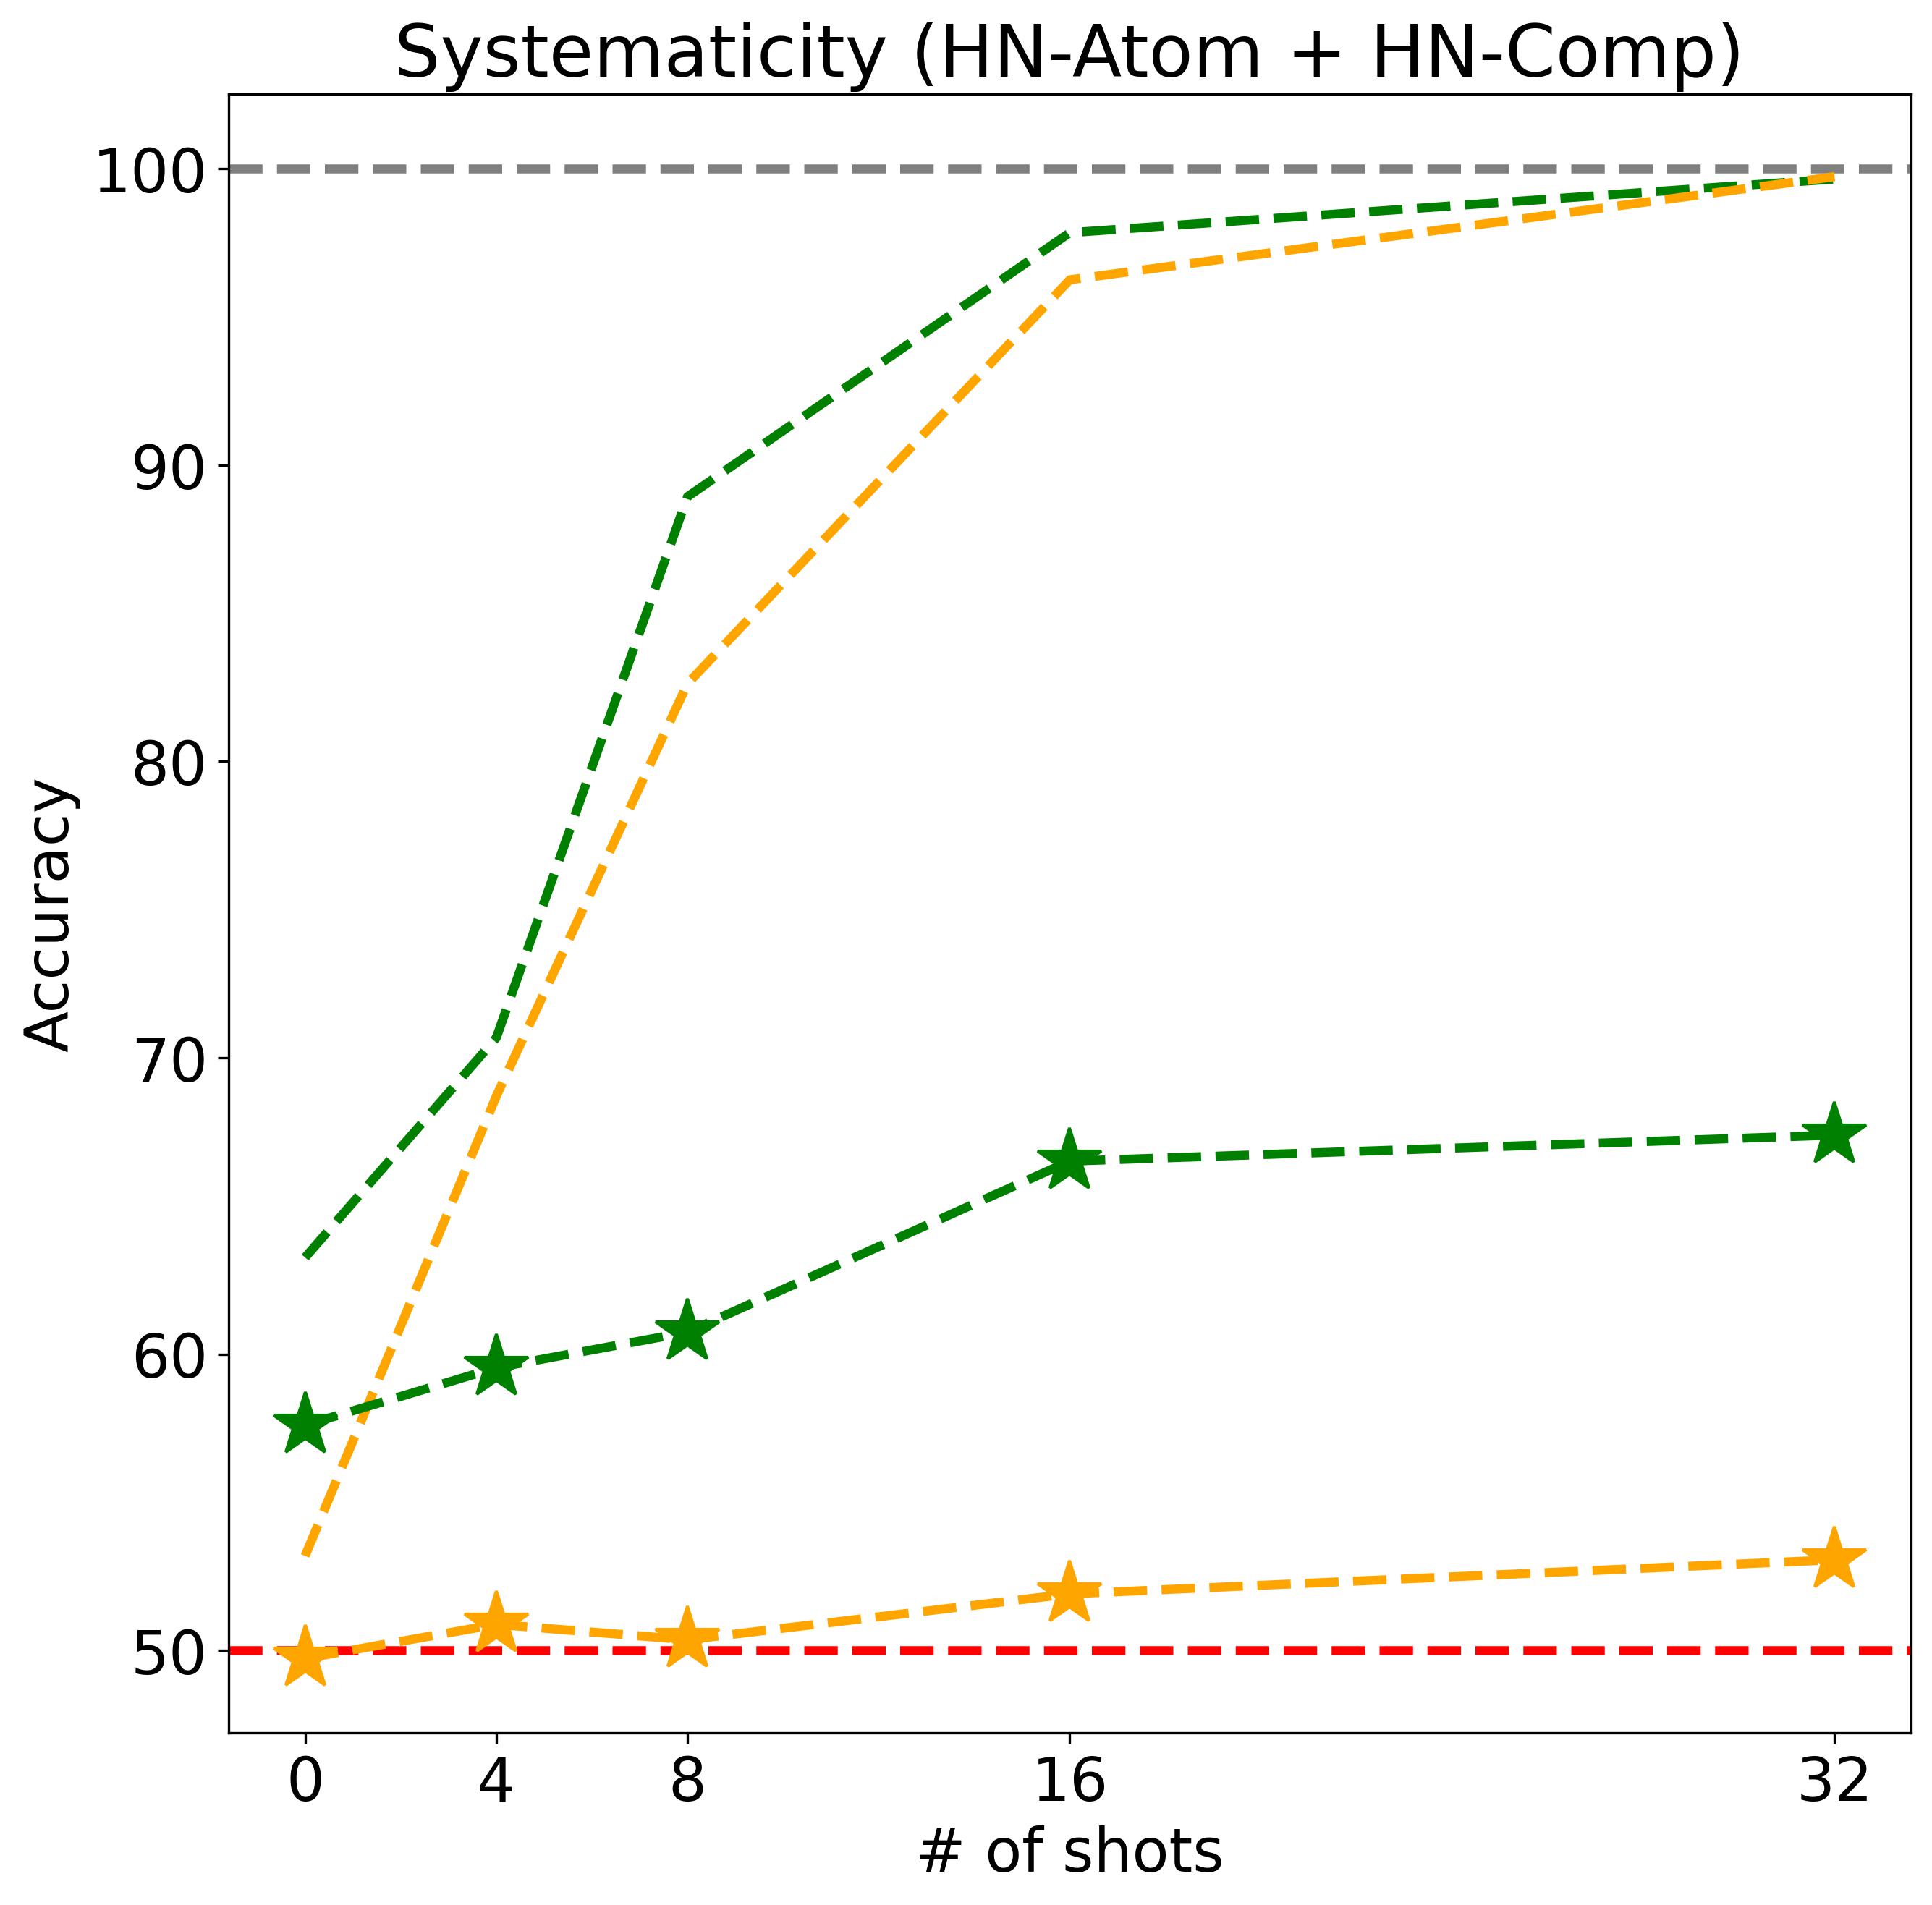 Systematicity (HN-Atom + HN-Comp)
100
90
80
70
60
50
Accuracy
0 4 8 16 32
# of shots